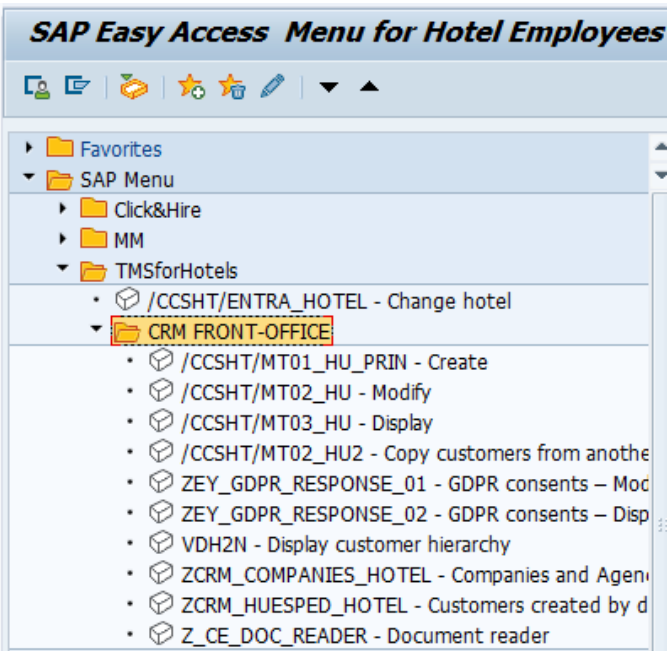 SAP Easy Access Menu for Hotel Employees
Favorites
SAP Menu
Click&Hire
MM
TMSforHotels
/CCSHT/ENTRA_HOTEL - Change hotel
CRM FRONT-OFFICE
/CCSHT/MT01_HU_PRIN - Create
/CCSHT/MT02_HU - Modify
/CCSHT/MT03_HU - Display
/CCSHT/MT02_HU2 - Copy customers from anothe
ZEY_GDPR_RESPONSE_01 - GDPR consents – Mod
ZEY_GDPR_RESPONSE_02 - GDPR consents – Disp
VDH2N - Display customer hierarchy
ZCRM_COMPANIES_HOTEL - Companies and Agen
ZCRM_HUESPED_HOTEL - Customers created by d
Z_CE_DOC_READER - Document reader